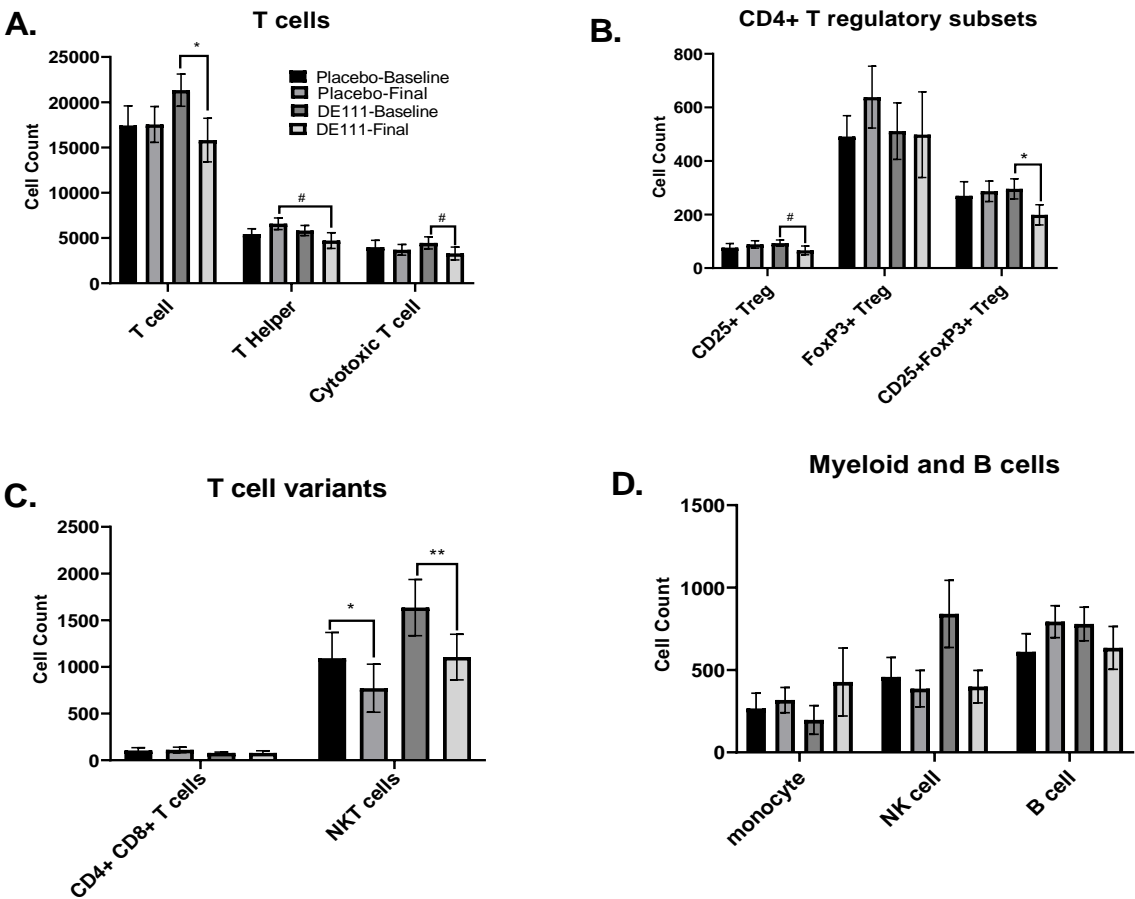 A.
T cells
25000
20000
15000
10000
5000
0
Cell Count
*
#
#
Placebo-Baseline
Placebo-Final
DE111-Baseline
DE111-Final
T cell
T Helper
Cytotoxic T cell
B.
CD4+ T regulatory subsets
800
600
400
200
0
Cell Count
#
*
CD25+ Treg
FoxP3+ Treg
CD25+FoxP3+ Treg
C.
T cell variants
2500
2000
1500
1000
500
0
Cell Count
*
**
CD4+ CD8+ T cells
NKT cells
D.
Myeloid and B cells
1500
1000
500
0
Cell Count
monocyte
NK cell
B cell